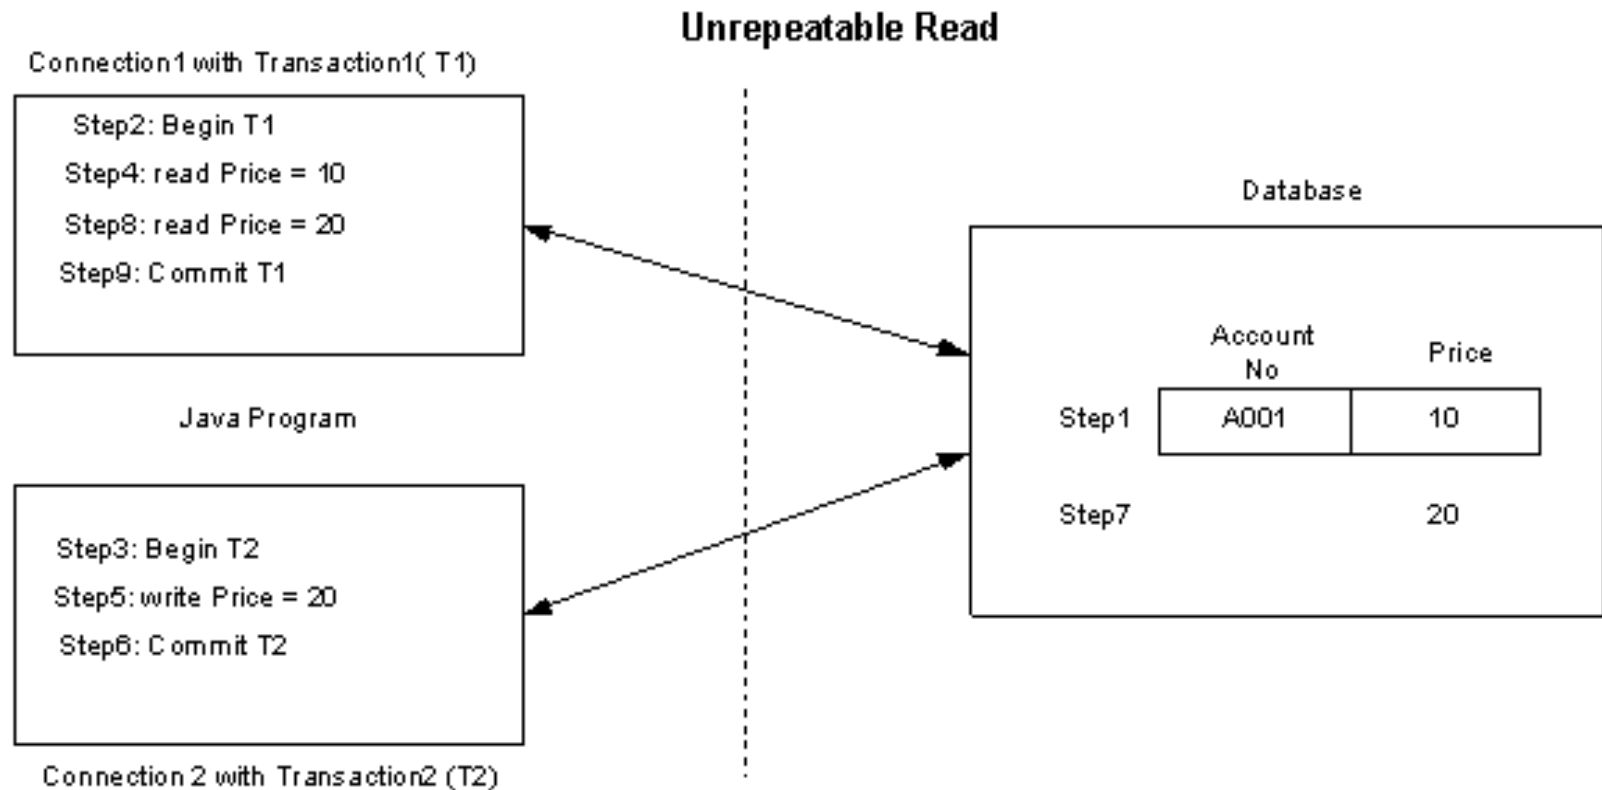 Unrepeatable Read
Connection1 with Transaction1( T1)
Step2: Begin T1
Step4: read Price = 10
Step8: read Price = 20
Step9: Commit T1
Java Program
Step3: Begin T2
Step5: write Price = 20
Step6: Commit T2
Connection 2 with Transaction2 (T2)
Database
Account
No
Price
Step1 A001 10
Step7 20